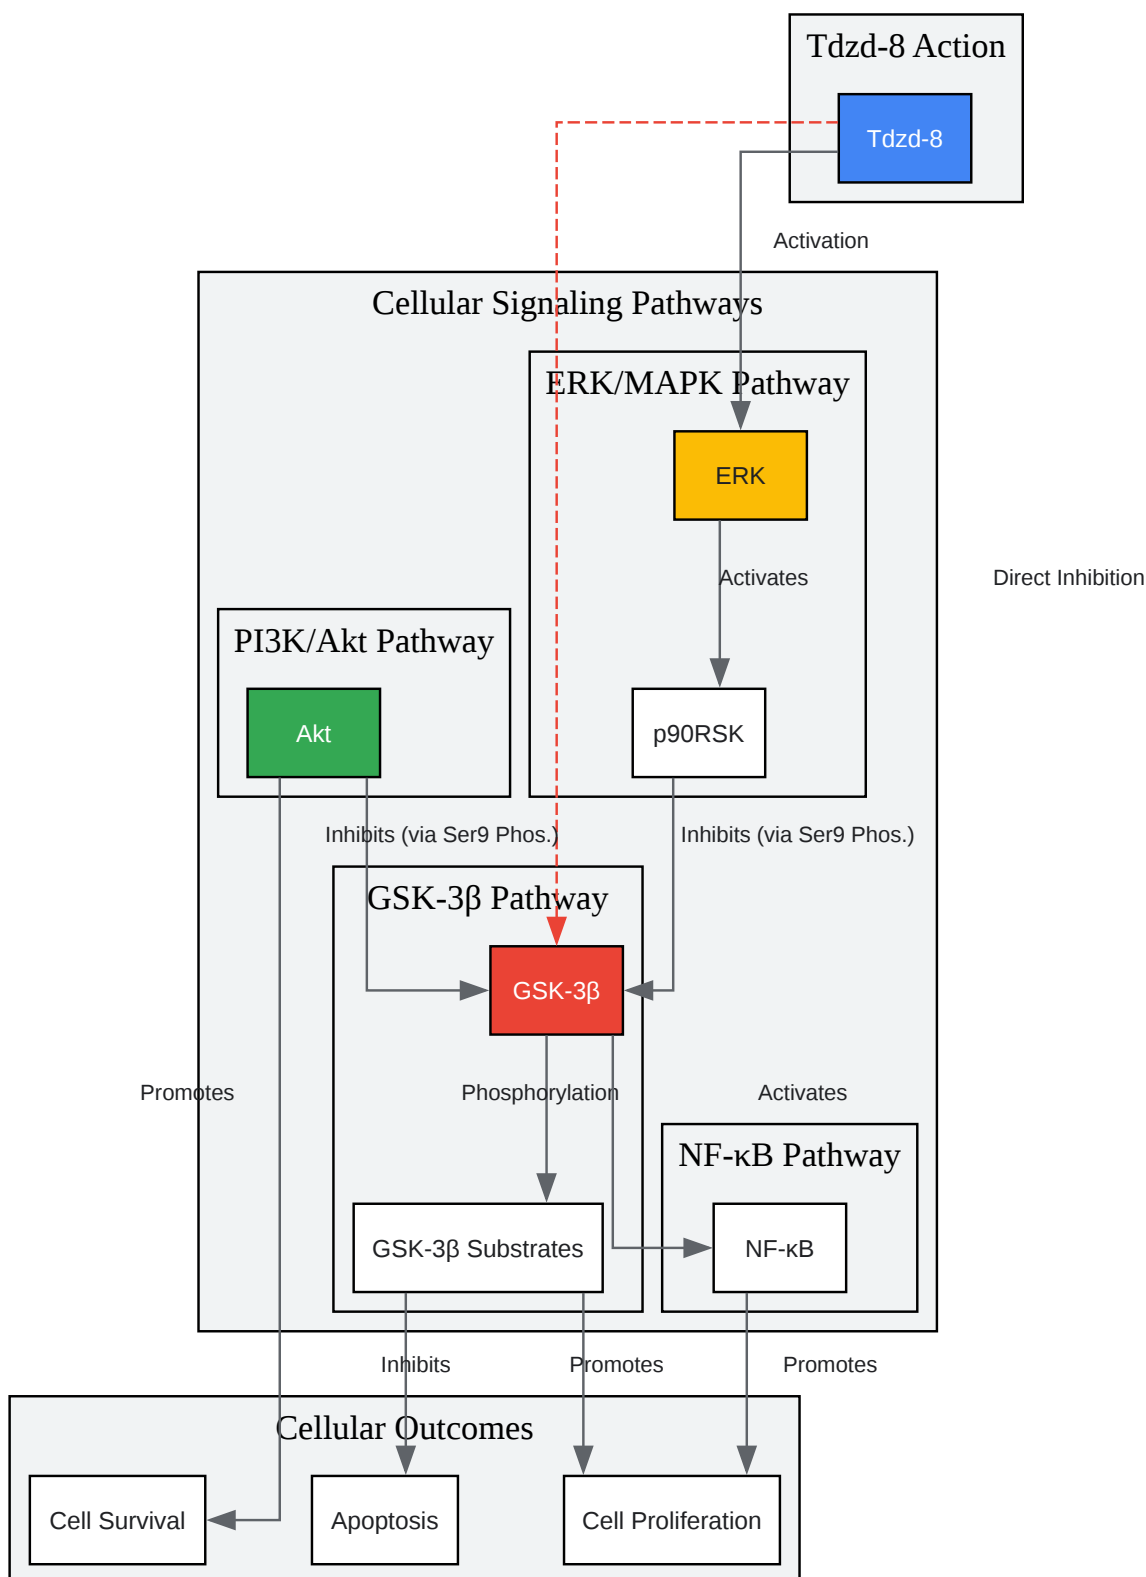 Tdzd-8 Action
Tdzd-8
Activation
Cellular Signaling Pathways
ERK/MAPK Pathway
ERK
Activates
Direct Inhibition
PI3K/Akt Pathway
Akt
p90RSK
Inhibits (via Ser9 Phos.)
Inhibits (via Ser9 Phos.)
GSK-3β Pathway
GSK-3β
Promotes
Phosphorylation
Activates
NF-κB Pathway
GSK-3β Substrates
NF-κB
Inhibits
Promotes
Promotes
Cellular Outcomes
Cell Survival
Apoptosis
Cell Proliferation